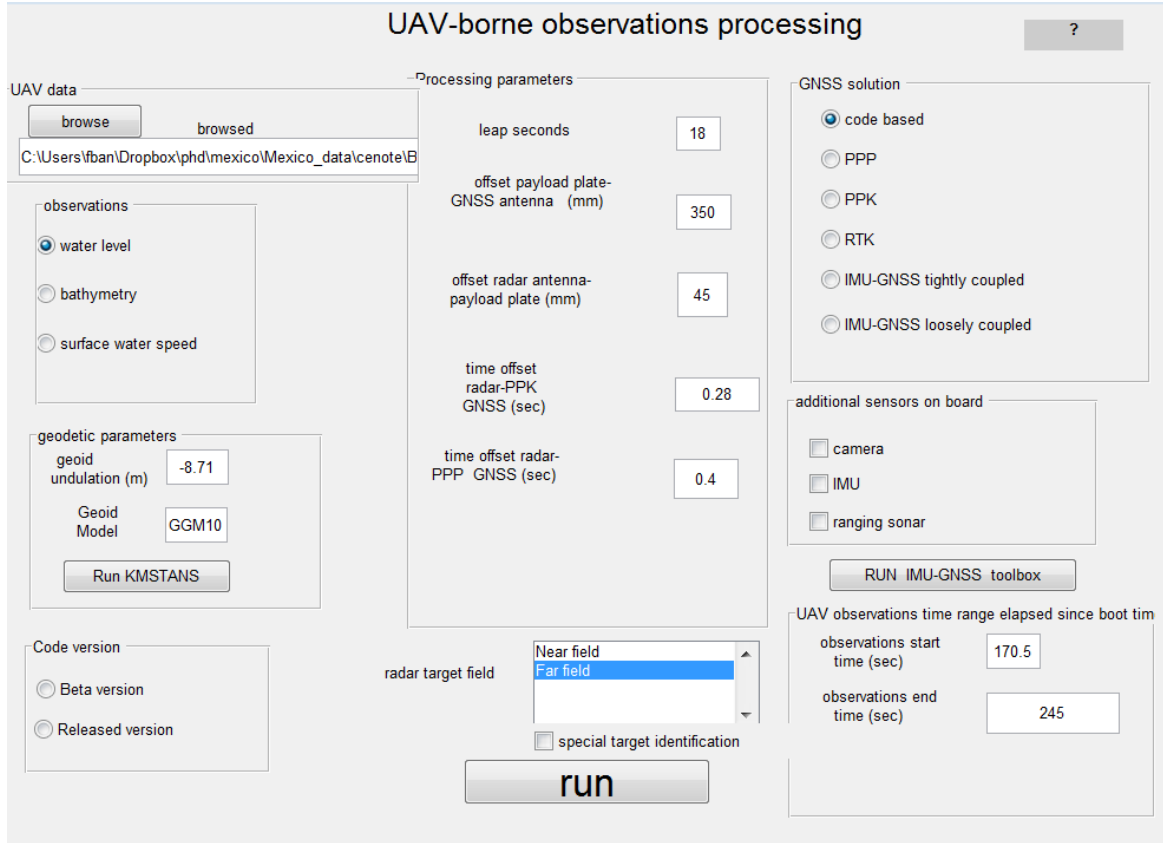 UAV-borne observations processing
?
UAV data
browse
browsed
C:\Users\fban\Dropbox\phd\mexico\Mexico_data\cenote\B
observations
water level
bathymetry
surface water speed
geodetic parameters
geoid
undulation (m)
-8.71
Geoid
Model
GGM10
Run KMSTANS
Code version
Beta version
Released version
Processing parameters
leap seconds
18
offset payload plate-
GNSS antenna (mm)
350
offset radar antenna-
payload plate (mm)
45
time offset
radar-PPK
GNSS (sec)
0.28
time offset radar-
PPP GNSS (sec)
0.4
radar target field
Near field
Far field
special target identification
run
GNSS solution
code based
PPP
PPK
RTK
IMU-GNSS tightly coupled
IMU-GNSS loosely coupled
additional sensors on board
camera
IMU
ranging sonar
RUN IMU-GNSS toolbox
UAV observations time range elapsed since boot tim
observations start
time (sec)
170.5
observations end
time (sec)
245